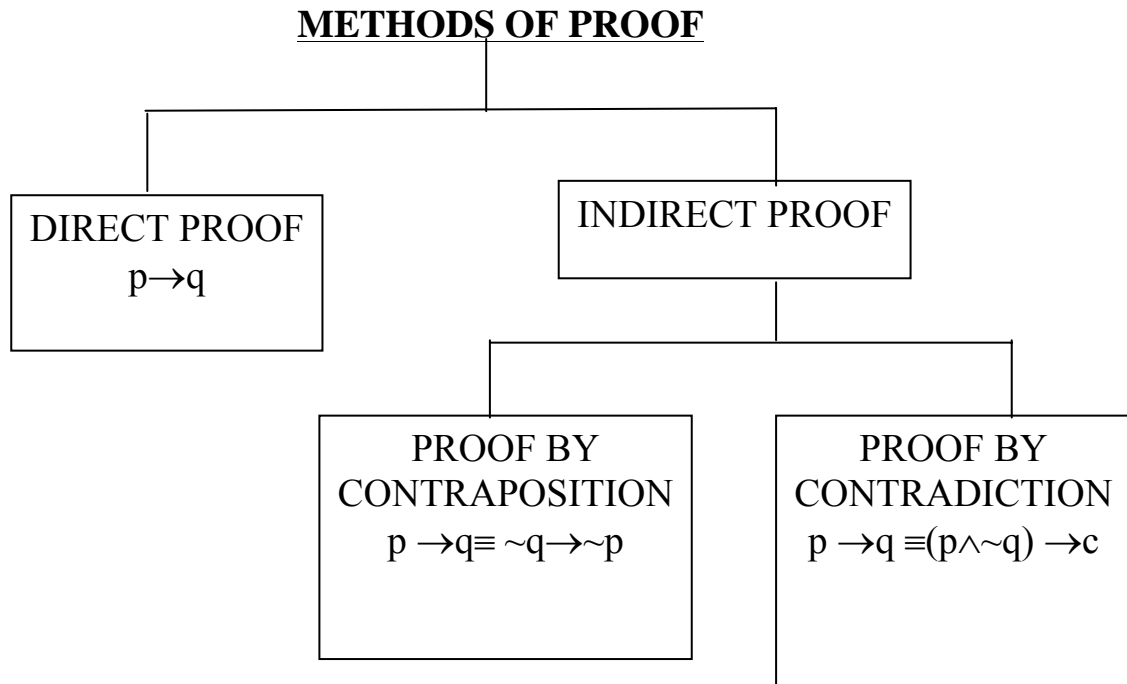 METHODS OF PROOF
DIRECT PROOF
p→q
INDIRECT PROOF
PROOF BY
CONTRAPOSITION
p →q≡ ~q→~p
PROOF BY
CONTRADICTION
p →q ≡(p∧~q) →c